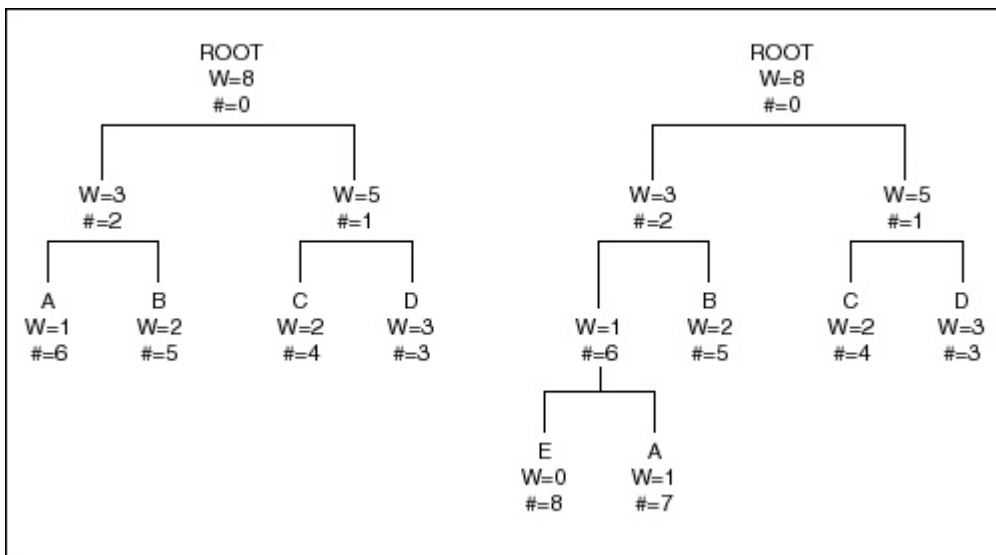 ROOT ROOT
W=8 W=8
#=0 #=0
W=3 W=5 W=3 W=5
#=2 #=1 #=2 #=1
A B C D B C D
W=1 W=2 W=2 W=3 W=1 W=2 W=2 W=3
#=6 #=5 #=4 #=3 #=6 #=5 #=4 #=3
E A
W=0 W=1
#=8 #=7